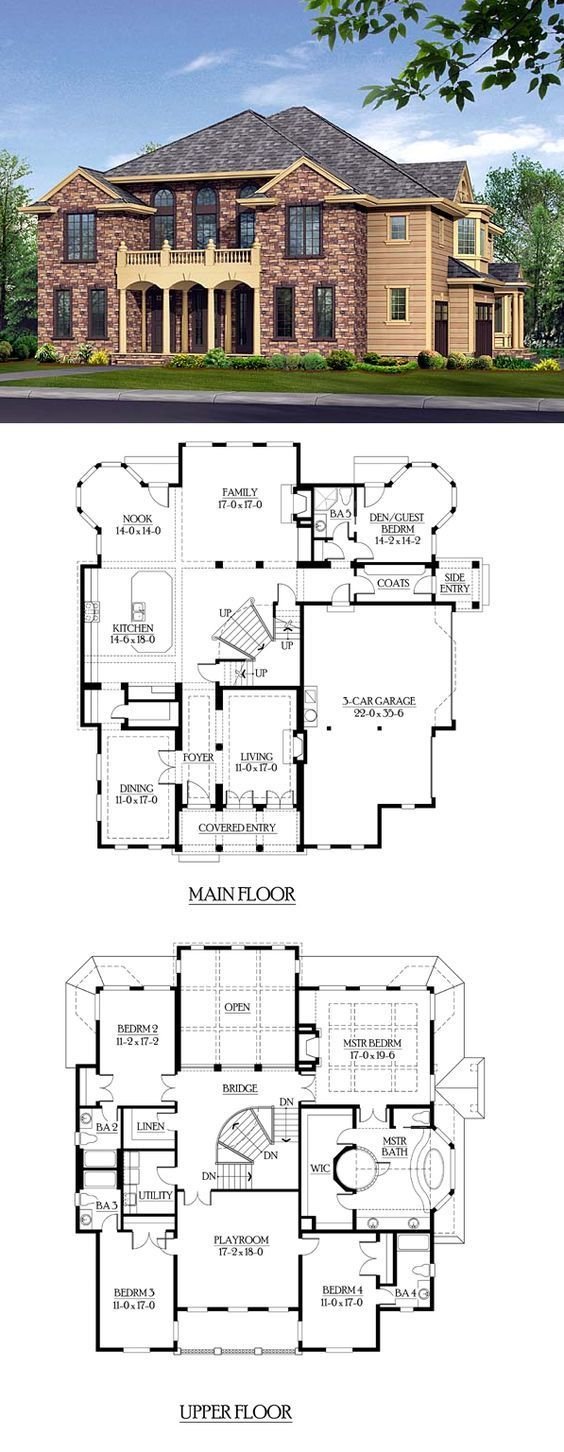 FAMILY
17-0 x 17-0
NOOK
14-0 x 14-0
BA 5
DEN/GUEST
BEDRM
14-2 x 14-2
COATS
SIDE
ENTRY
KITCHEN
14-6 x 18-0
UP
UP
UP
3-CAR GARAGE
22-0 x 35-6
FOYER
LIVING
11-0 x 17-0
DINING
11-0 x 17-0
COVERED ENTRY
MAIN FLOOR
OPEN
BEDRM 2
11-2 x 17-2
MSTR BEDRM
17-0 x 19-6
BRIDGE
DN
BA 2
LINEN
MSTR
BATH
DN
DN
WIC
UTILITY
BA 3
PLAYROOM
17-2 x 18-0
BEDRM 3
11-0 x 17-0
BEDRM 4
11-0 x 17-0
BA 4
UPPER FLOOR